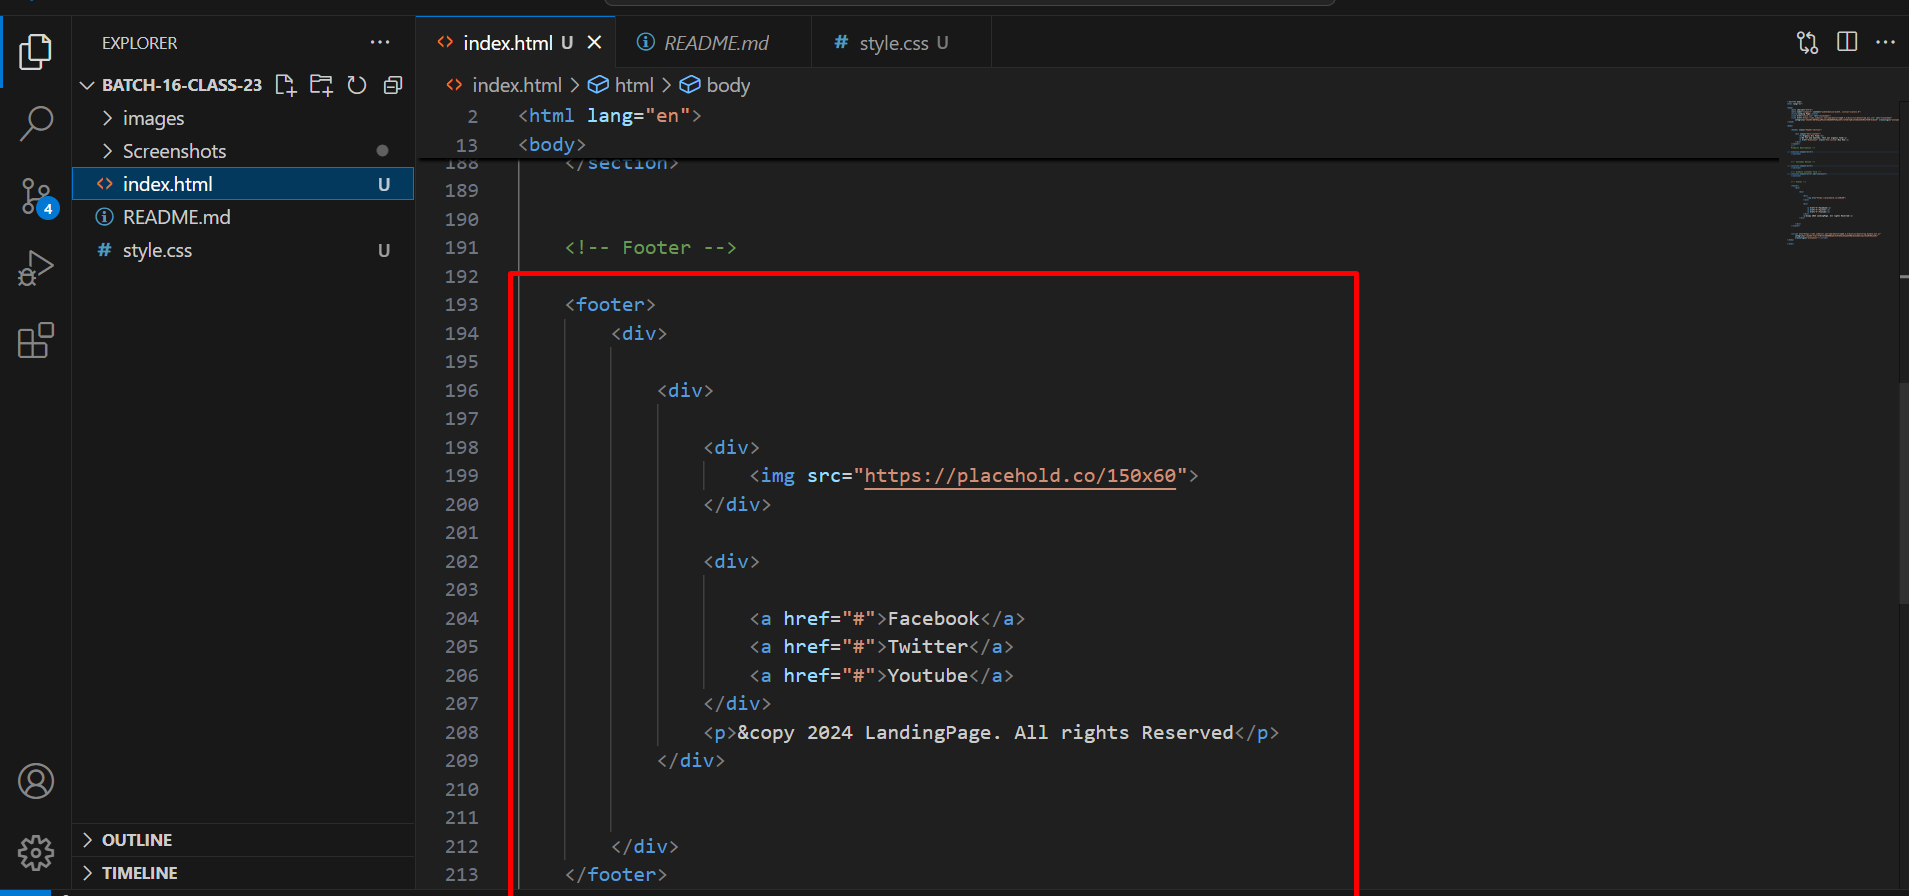 EXPLORER
BATCH-16-CLASS-23
images
Screenshots
index.html U
README.md
style.css U
4
OUTLINE
TIMELINE
index.html U
README.md
style.css U
index.html > html > body
2 <html lang="en">
13 <body>
188 </section>
189
190
191 <!-- Footer -->
192
193 <footer>
194 <div>
195
196 <div>
197
198 <div>
199 <img src="https://placehold.co/150x60">
200 </div>
201
202 <div>
203
204 <a href="#">Facebook</a>
205 <a href="#">Twitter</a>
206 <a href="#">Youtube</a>
207 </div>
208 <p>&copy 2024 LandingPage. All rights Reserved</p>
209 </div>
210
211
212 </div>
213 </footer>